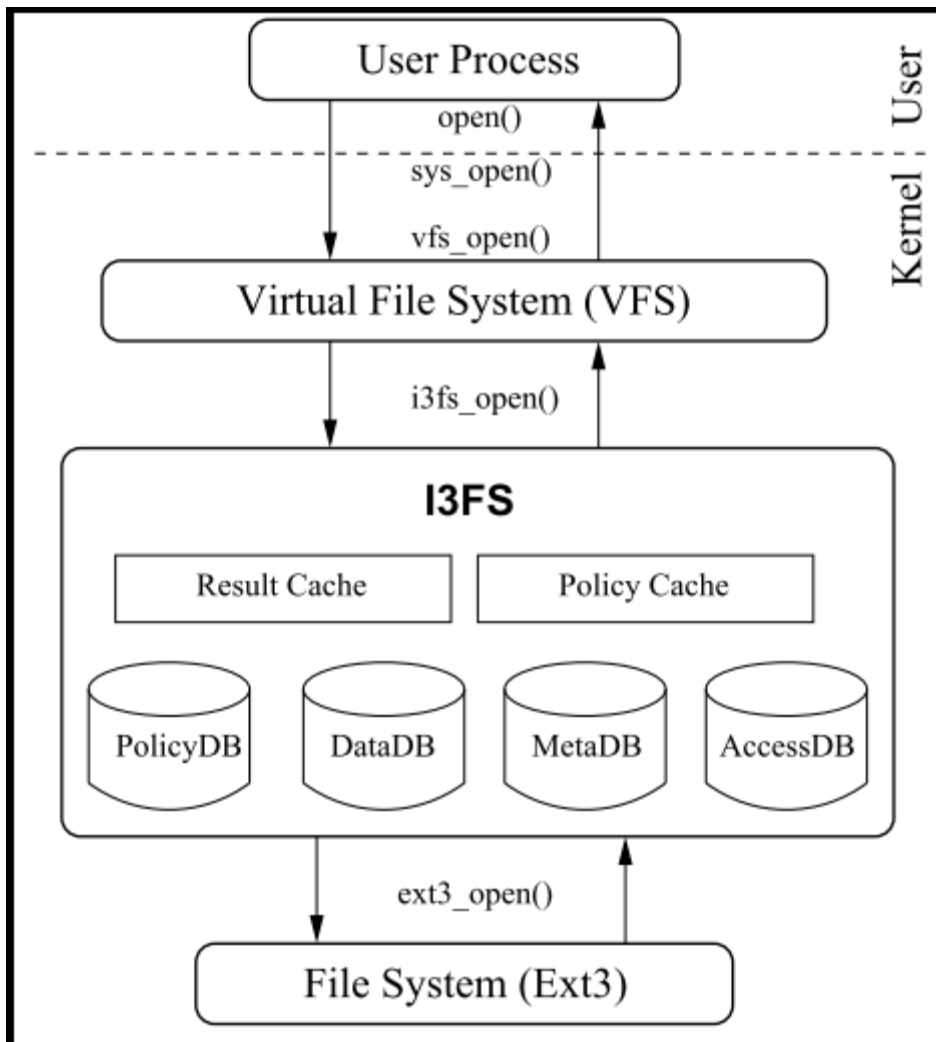 User Process
User
open()
sys_open()
Kernel
vfs_open()
Virtual File System (VFS)
i3fs_open()
I3FS
Result Cache
Policy Cache
PolicyDB
DataDB
MetaDB
AccessDB
ext3_open()
File System (Ext3)